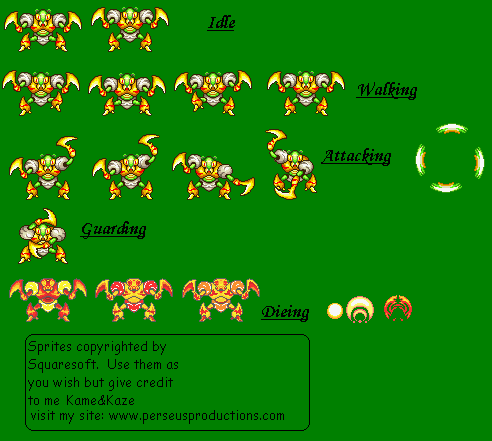 Idle
Walking
Attacking
Guarding
Dieing
Sprites copyrighted by
Squaresoft. Use them as
you wish but give credit
to me Kame&Kaze
visit my site: www.perseusproductions.com